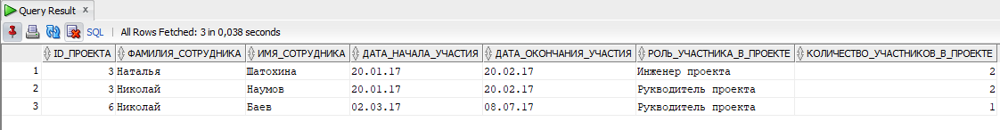 Query Result x
SQL | All Rows Fetched: 3 in 0,038 seconds
ID_ПРОЕКТА ФАМИЛИЯ_СОТРУДНИКА ИМЯ_СОТРУДНИКА ДАТА_НАЧАЛА_УЧАСТИЯ ДАТА_ОКОНЧАНИЯ_УЧАСТИЯ РОЛЬ_УЧАСТНИКА_В_ПРОЕКТЕ КОЛИЧЕСТВО_УЧАСТНИКОВ_В_ПРОЕКТЕ
1 3 Наталья Шатохина 20.01.17 20.02.17 Инженер проекта 2
2 3 Николай Наумов 20.01.17 20.02.17 Рукводитель проекта 2
3 6 Николай Баев 02.03.17 08.07.17 Рукводитель проекта 1